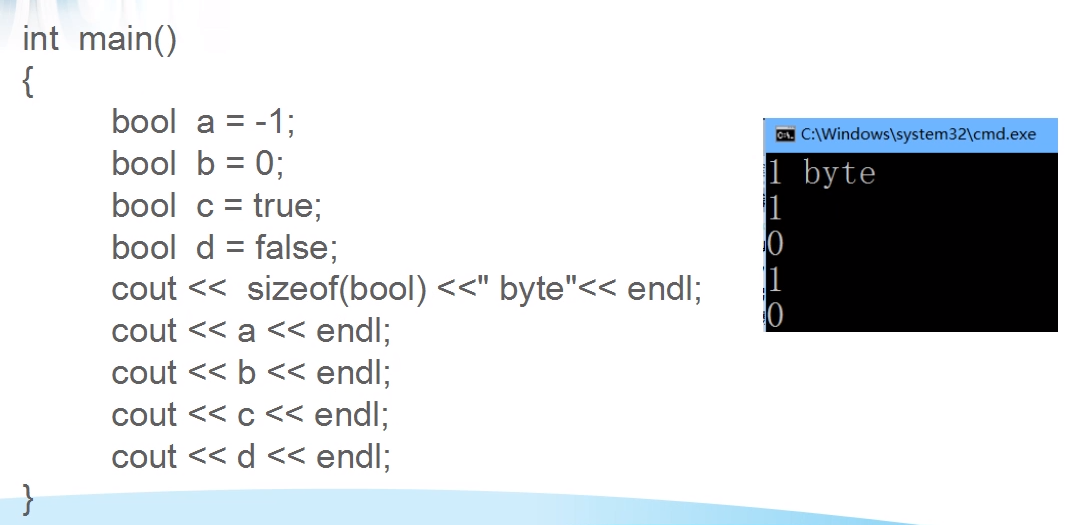 int main()
{
bool a = -1;
bool b = 0;
bool c = true;
bool d = false;
cout << sizeof(bool) <<" byte"<< endl;
cout << a << endl;
cout << b << endl;
cout << c << endl;
cout << d << endl;
}
C:\Windows\system32\cmd.exe
1 byte
1
0
1
0